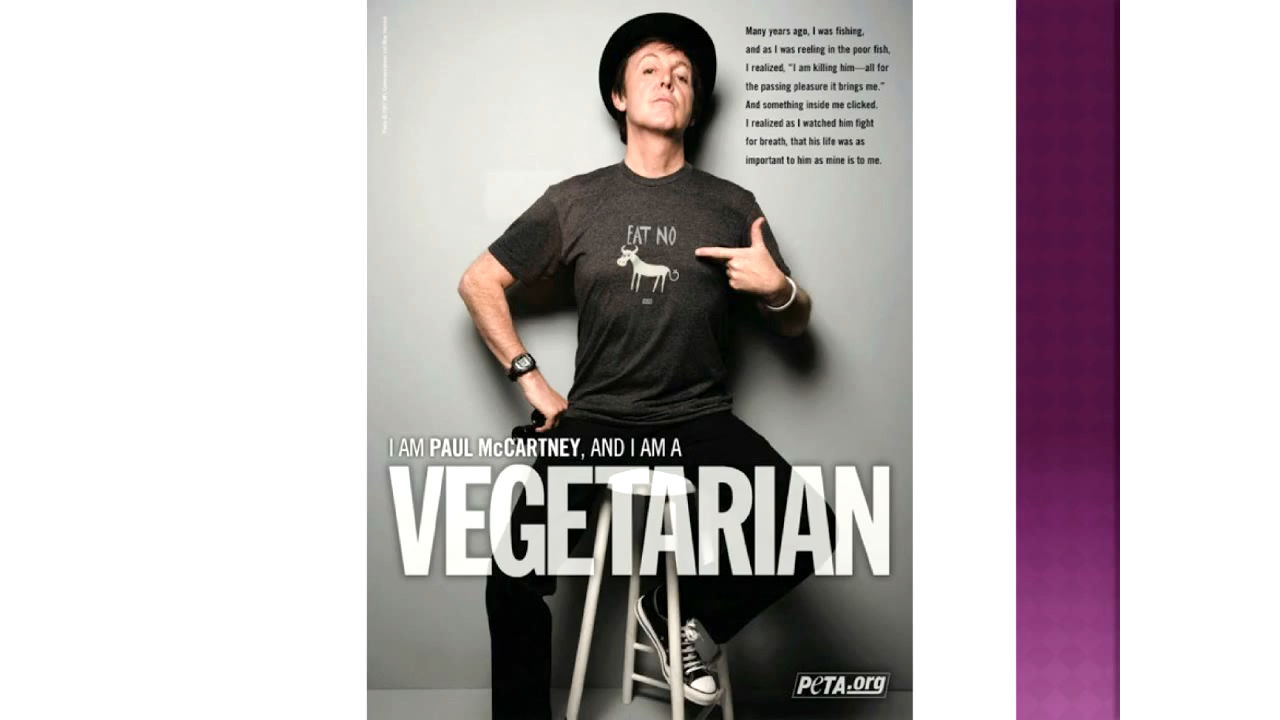 Many years ago, I was fishing,
and as I was reeling in the poor fish,
I realized, "I am killing him—all for
the passing pleasure it brings me."
And something inside me clicked.
I realized as I watched him fight
for breath, that his life was as
important to him as mine is to me.
EAT NO
I AM PAUL McCARTNEY, AND I AM A
VEGETARIAN
PeTA.org